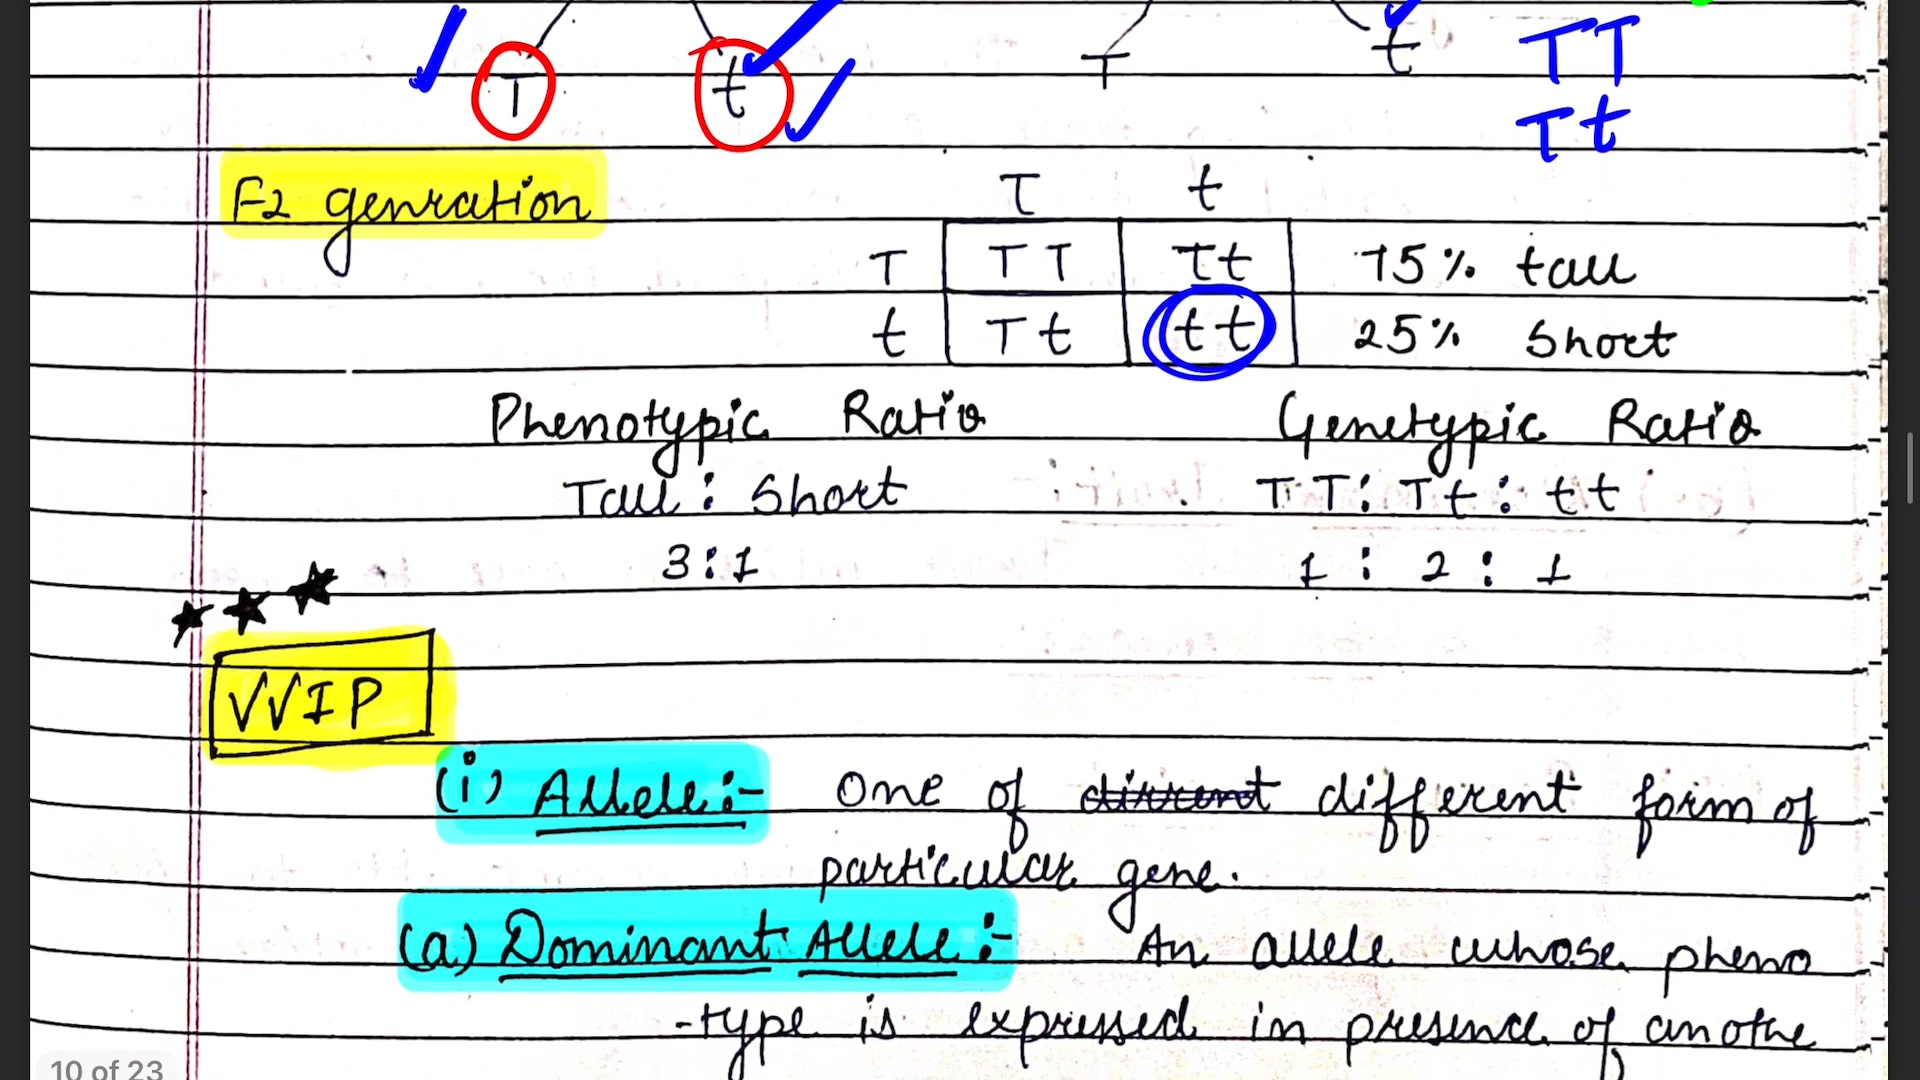 T t T t TT
Tt
F2 genration
T t
T TT Tt 75% tall
t Tt tt 25% Short
Phenotypic Ratio Genetypic Ratio
Tall : Short TT : Tt : tt
3:1 1 : 2 : 1
VVIP
(i) Allele:- One of different form of
particular gene.
(a) Dominant Allele:- An allele whose pheno
-type is expressed in presence of anothe
10 of 23